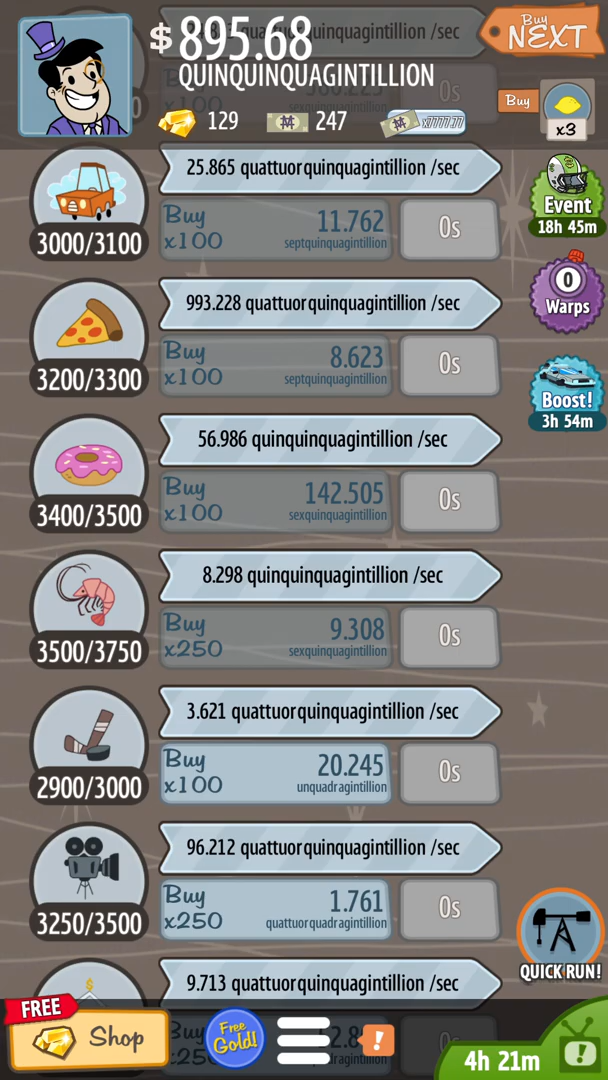 $895.68
QUINQUINQUAGINTILLION
Buy
NEXT
129
247
x7777.77
Buy
x3
x100
0s
25.865 quattuorquinquagintillion /sec
Buy
x100
11.762
septquinquagintillion
0s
3000/3100
Event
18h 45m
993.228 quattuorquinquagintillion /sec
Buy
x100
8.623
septquinquagintillion
0s
3200/3300
0
Warps
Boost!
3h 54m
56.986 quinquinquagintillion /sec
Buy
x100
142.505
sexquinquagintillion
0s
3400/3500
8.298 quinquinquagintillion /sec
Buy
x250
9.308
sexquinquagintillion
0s
3500/3750
3.621 quattuorquinquagintillion /sec
Buy
x100
20.245
unquadragintillion
0s
2900/3000
96.212 quattuorquinquagintillion /sec
Buy
x250
1.761
quattuorquadragintillion
0s
3250/3500
QUICK RUN!
9.713 quattuorquinquagintillion /sec
FREE
Shop
Free
Gold!
!
x250
4h 21m
!